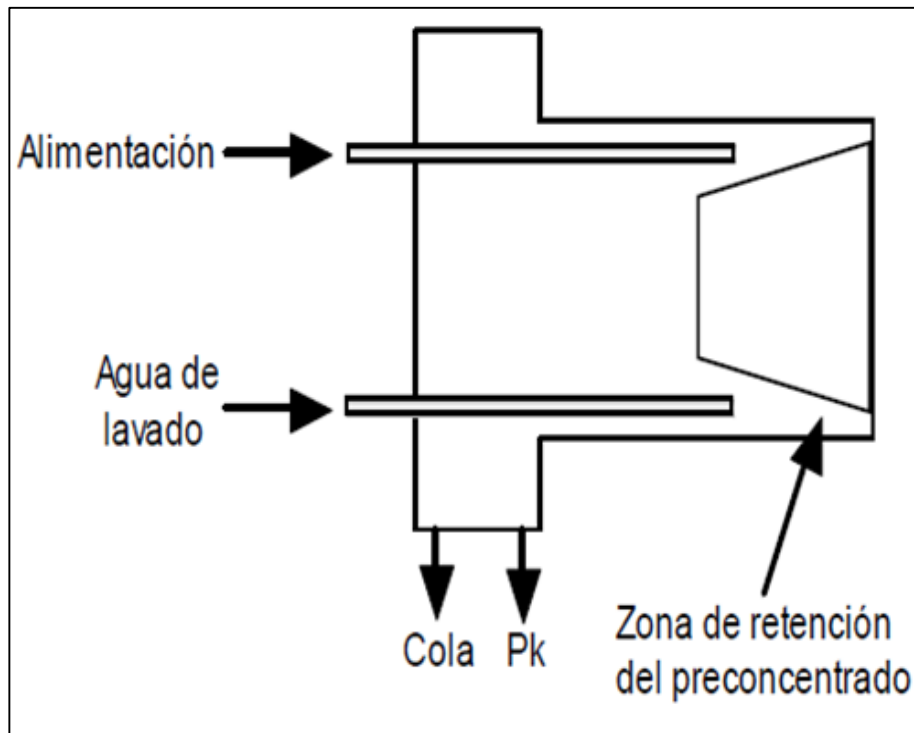 Alimentación
Agua de
lavado
Cola Pk
Zona de retención
del preconcentrado